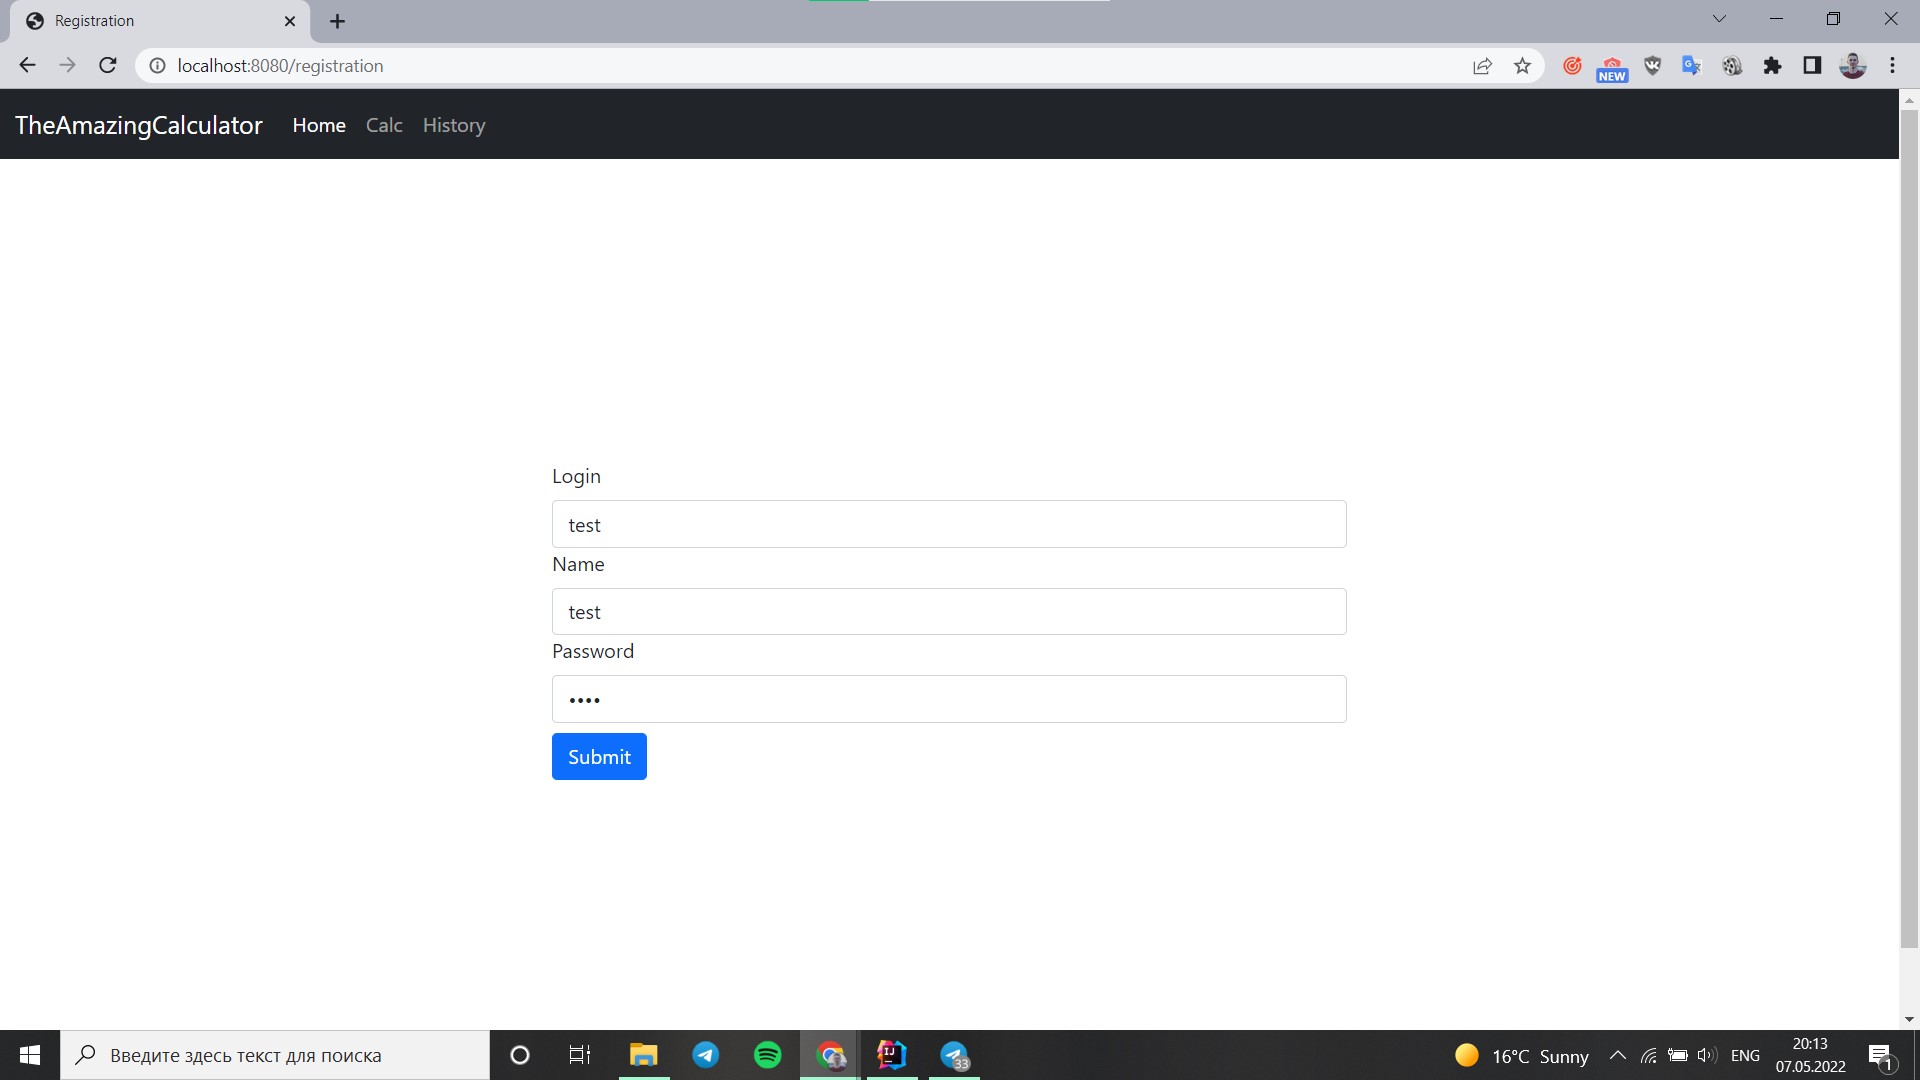 Registration
localhost:8080/registration
NEW
TheAmazingCalculator Home Calc History
Login
test
Name
test
Password
••••
Submit
Введите здесь текст для поиска
33
16°C Sunny
ENG
20:13
07.05.2022
1